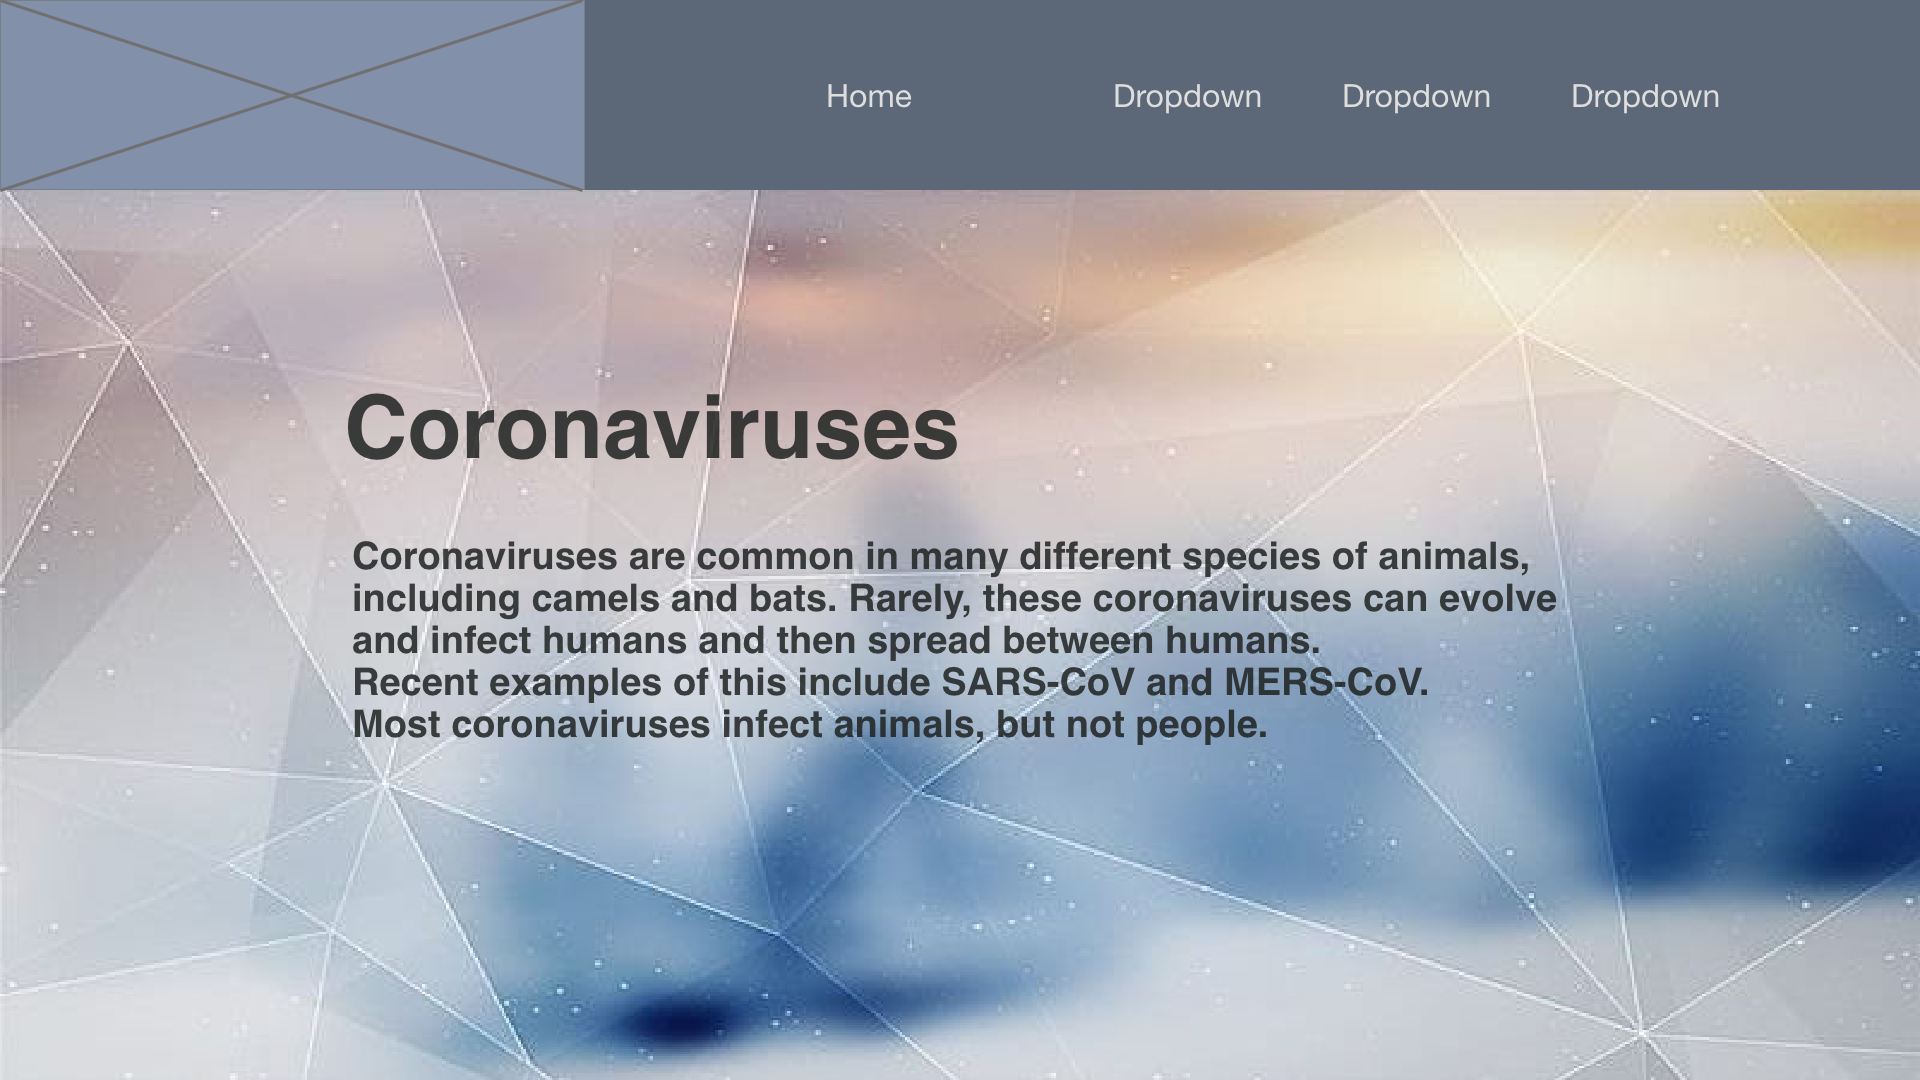 Home Dropdown Dropdown Dropdown
Coronaviruses
Coronaviruses are common in many different species of animals,
including camels and bats. Rarely, these coronaviruses can evolve
and infect humans and then spread between humans.
Recent examples of this include SARS-CoV and MERS-CoV.
Most coronaviruses infect animals, but not people.